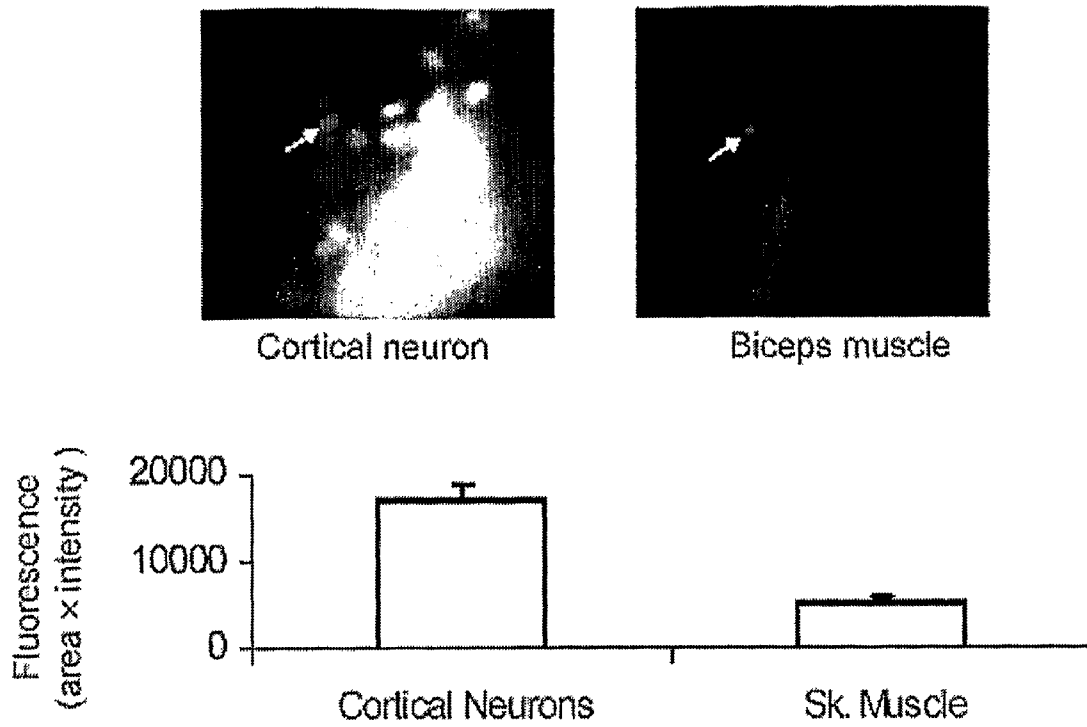 Cortical neuron
Biceps muscle
Fluorescence
(area × intensity)
20000
10000
0
Cortical Neurons
Sk. Muscle